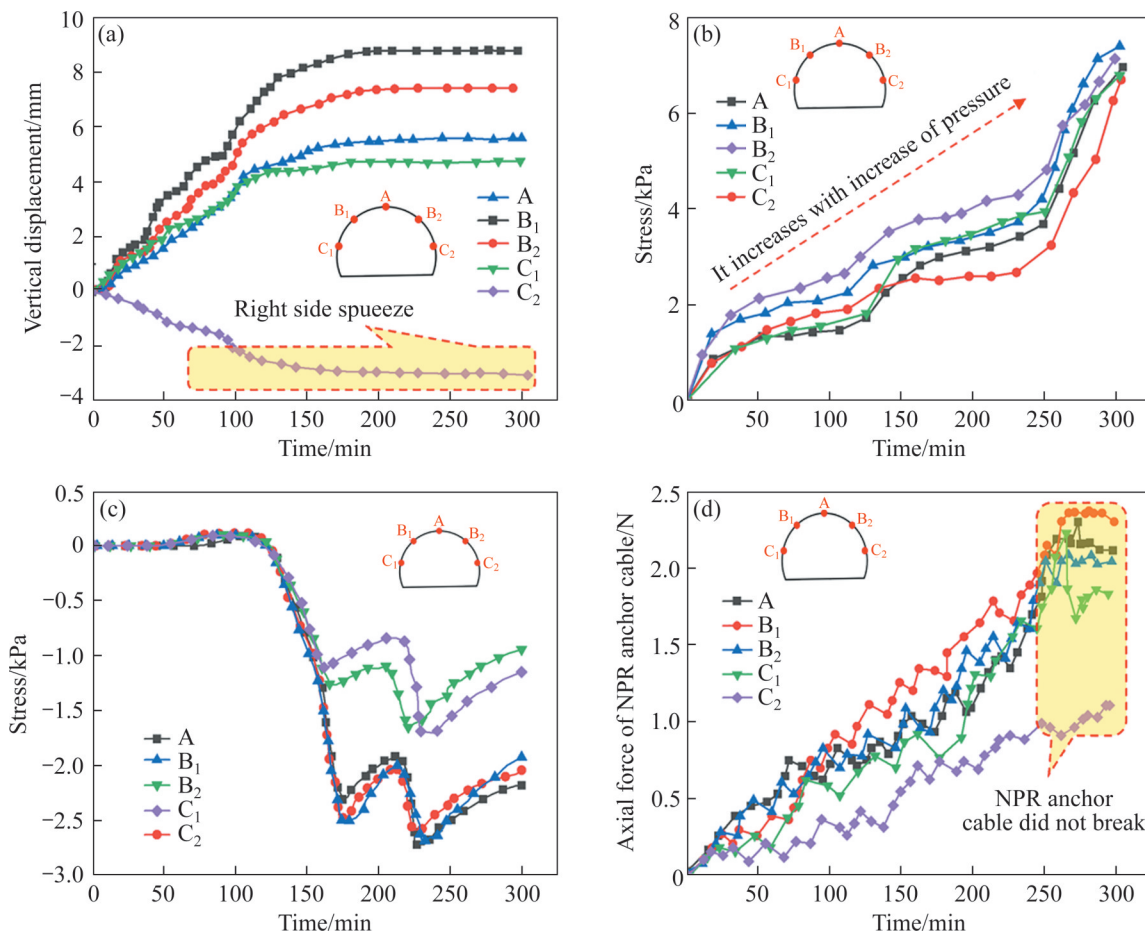 (a)
10
8
6
4
2
0
−2
−4
Vertical displacement/mm
A
B1
B2
C1
C2
A
B1
B2
C1
C2
Right side spueeze
0
50
100
150
200
250
300
Time/min
(b)
8
6
4
2
0
Stress/kPa
A
B1
B2
C1
C2
A
B1
B2
C1
C2
It increases with increase of pressure
50
100
150
200
250
300
Time/min
(c)
0.5
0
−0.5
−1.0
−1.5
−2.0
−2.5
−3.0
Stress/kPa
A
B1
B2
C1
C2
A
B1
B2
C1
C2
0
50
100
150
200
250
300
Time/min
(d)
2.5
2.0
1.5
1.0
0.5
0
Axial force of NPR anchor cable/N
A
B1
B2
C1
C2
A
B1
B2
C1
C2
NPR anchor
cable did not break
50
100
150
200
250
300
Time/min